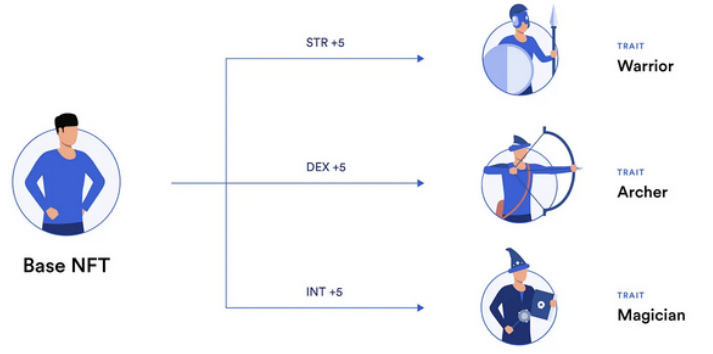 STR +5
TRAIT
Warrior
Base NFT
DEX +5
TRAIT
Archer
INT +5
TRAIT
Magician